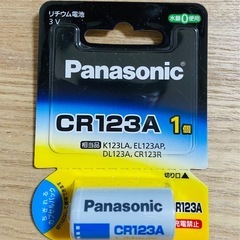 リチウム電池
3V
水銀0使用
Panasonic
CR123A 1個
相当品 K123LA, EL123AP,
DL123A, CR123R
切り口
Panasonic
CR123A
CR123A
充電禁止